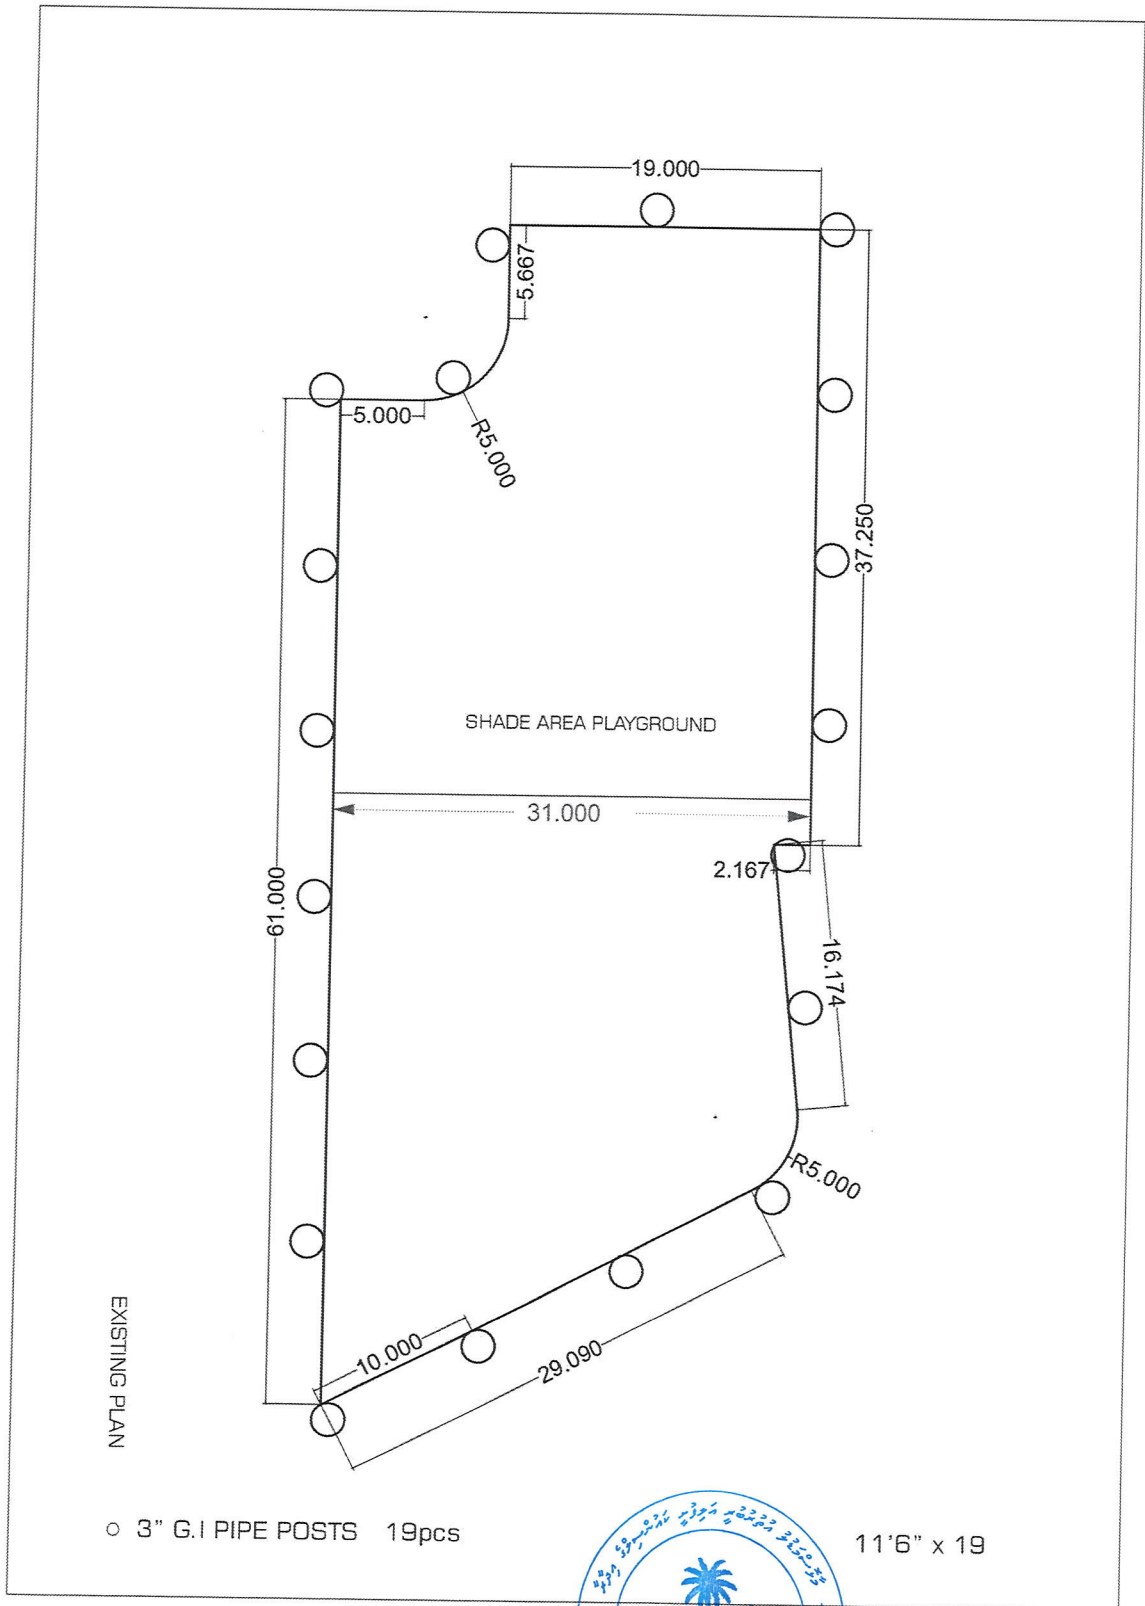 19.000
5.667
5.000
R5.000
37.250
SHADE AREA PLAYGROUND
31.000
2.167
61.000
16.174
R5.000
10.000
29.090
EXISTING PLAN
3" G.I PIPE POSTS 19pcs
11'6" x 19